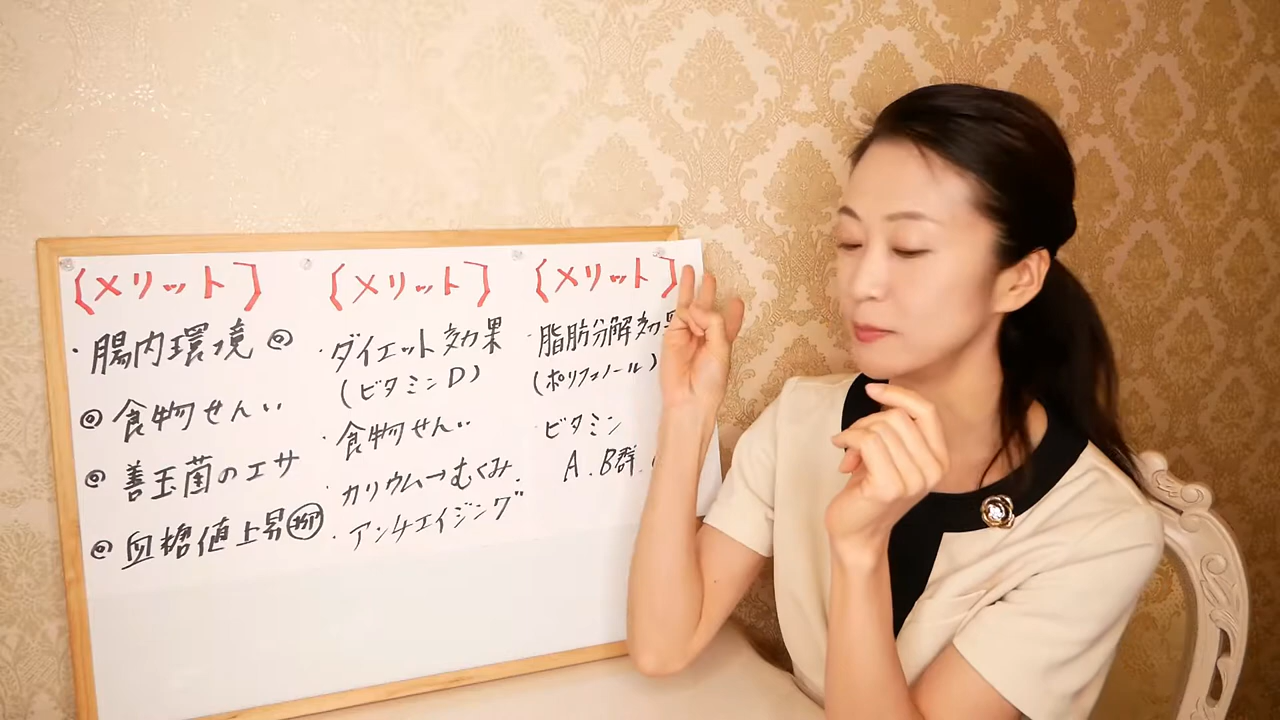 〔メリット〕
・腸内環境◎
◎食物せんい
◎善玉菌のエサ
◎血糖値上昇抑
〔メリット〕
・ダイエット効果
(ビタミンD)
・食物せんい
・カリウム→むくみ.
・アンチエイジング
〔メリット〕
・脂肪分解効果
(ポリフェノール)
・ビタミン
A.B群.